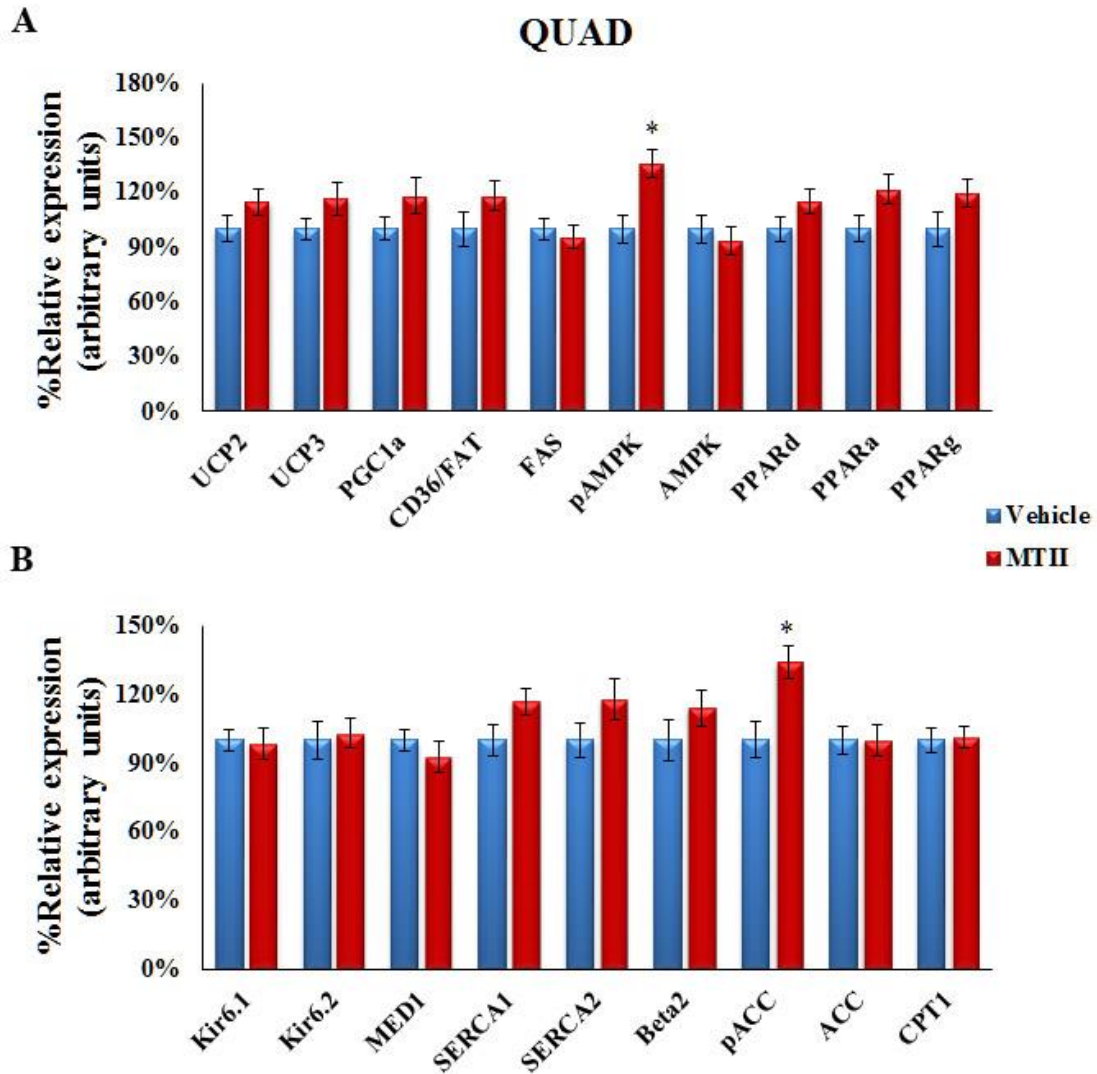 A
QUAD
%Relative expression
(arbitrary units)
180%
150%
120%
90%
60%
30%
0%
*
UCP2
UCP3
PGC1a
CD36/FAT
FAS
pAMPK
AMPK
PPARd
PPARa
PPARg
Vehicle
MTII
B
%Relative expression
(arbitrary units)
150%
120%
90%
60%
30%
0%
*
Kir6.1
Kir6.2
MED1
SERCA1
SERCA2
Beta2
pACC
ACC
CPT1